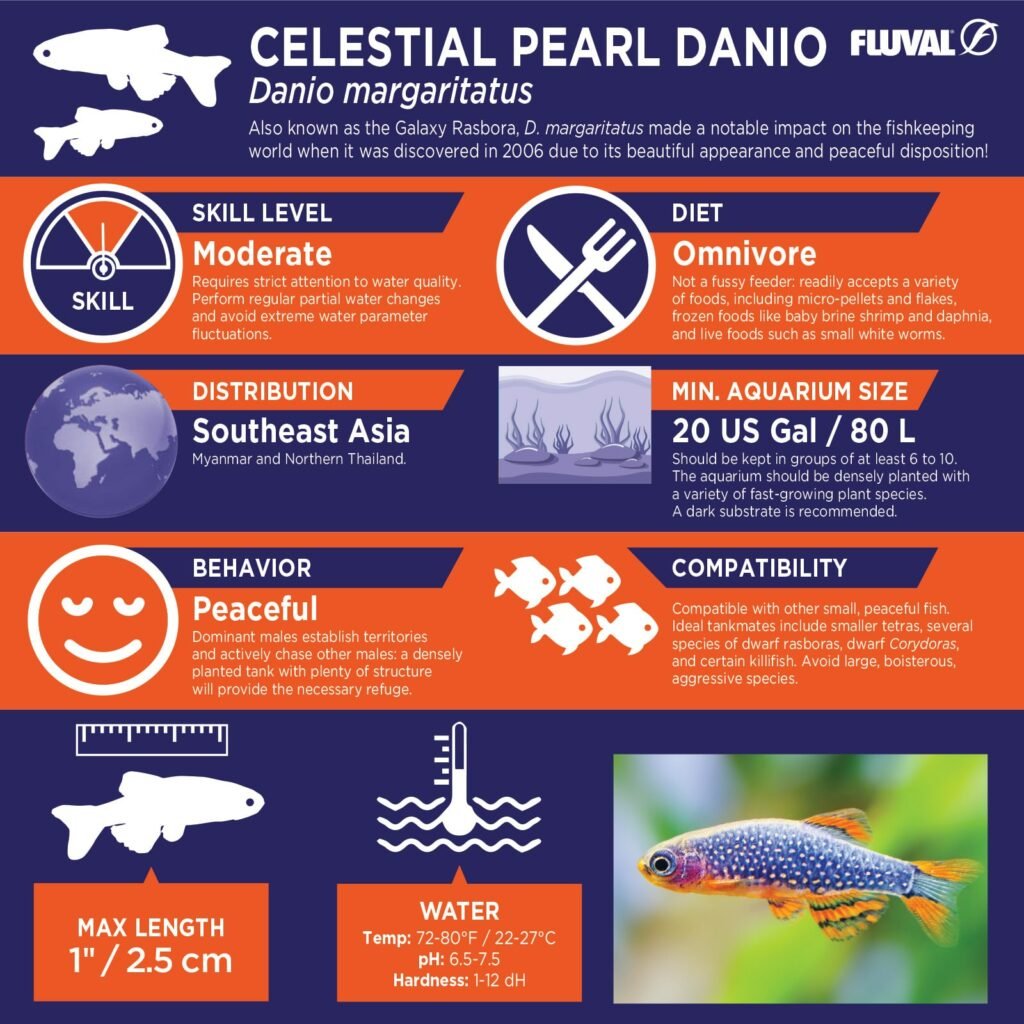 CELESTIAL PEARL DANIO
FLUVAL
Danio margaritatus
Also known as the Galaxy Rasbora, D. margaritatus made a notable impact on the fishkeeping
world when it was discovered in 2006 due to its beautiful appearance and peaceful disposition!
SKILL
SKILL LEVEL
Moderate
Requires strict attention to water quality.
Perform regular partial water changes
and avoid extreme water parameter
fluctuations.
DIET
Omnivore
Not a fussy feeder: readily accepts a variety
of foods, including micro-pellets and flakes,
frozen foods like baby brine shrimp and daphnia,
and live foods such as small white worms.
DISTRIBUTION
Southeast Asia
Myanmar and Northern Thailand.
MIN. AQUARIUM SIZE
20 US Gal / 80 L
Should be kept in groups of at least 6 to 10.
The aquarium should be densely planted with
a variety of fast-growing plant species.
A dark substrate is recommended.
BEHAVIOR
Peaceful
Dominant males establish territories
and actively chase other males: a densely
planted tank with plenty of structure
will provide the necessary refuge.
COMPATIBILITY
Compatible with other small, peaceful fish.
Ideal tankmates include smaller tetras, several
species of dwarf rasboras, dwarf Corydoras,
and certain killifish. Avoid large, boisterous,
aggressive species.
MAX LENGTH
1" / 2.5 cm
WATER
Temp: 72-80°F / 22-27°C
pH: 6.5-7.5
Hardness: 1-12 dH